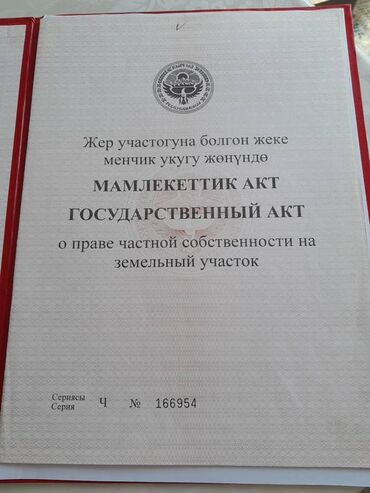 Жер участогуна болгон жеке
менчик укугу жөнүндө
МАМЛЕКЕТТИК АКТ
ГОСУДАРСТВЕННЫЙ АКТ
о праве частной собственности на
земельный участок
Сериясы
Серия
Ч № 166954